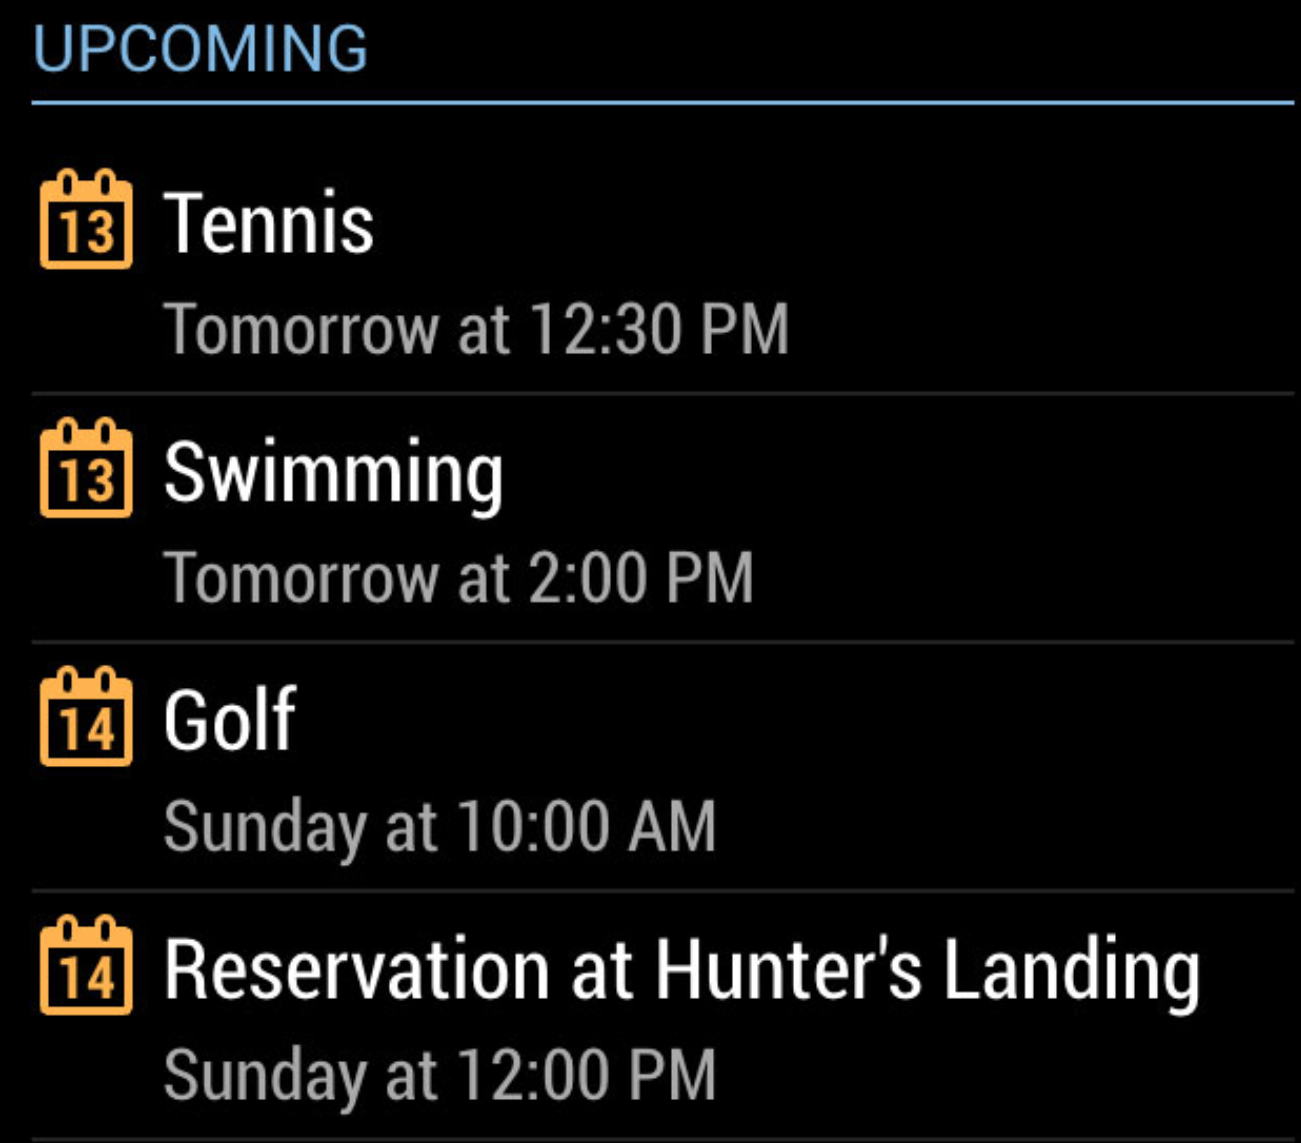 UPCOMING
13 Tennis
Tomorrow at 12:30 PM
13 Swimming
Tomorrow at 2:00 PM
14 Golf
Sunday at 10:00 AM
14 Reservation at Hunter's Landing
Sunday at 12:00 PM